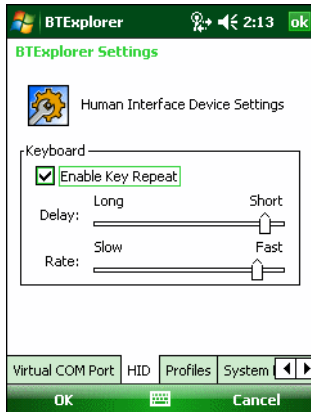 BTExplorer 2:13 ok
BTExplorer Settings
Human Interface Device Settings
Keyboard
Enable Key Repeat
Long Short
Delay:
Slow Fast
Rate:
Virtual COM Port HID Profiles System
OK Cancel